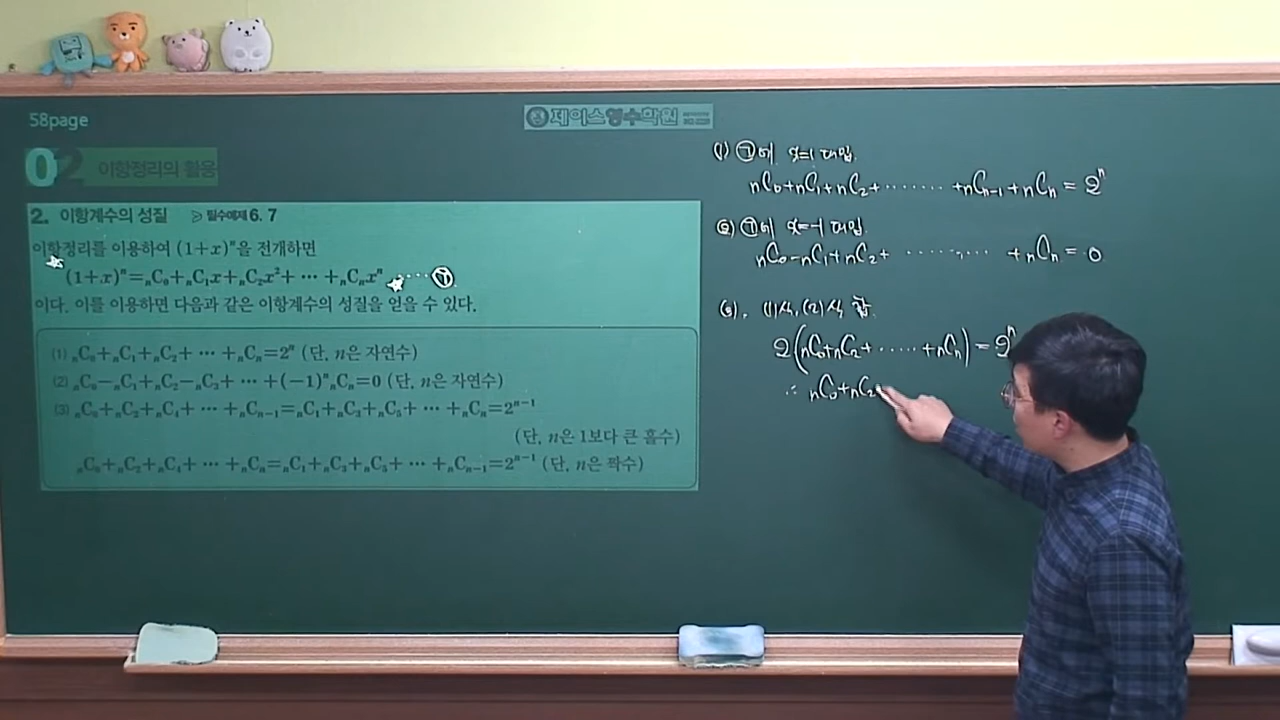 58page
제이스영수학원
02 이항정리의 활용
2. 이항계수의 성질 ≫ 필수예제 6, 7
이항정리를 이용하여 (1+x)ⁿ을 전개하면
(1+x)ⁿ=ₙC₀+ₙC₁x+ₙC₂x²+ ⋯ +ₙCₙxⁿ ⋯⋯ ㉠
이다. 이를 이용하면 다음과 같은 이항계수의 성질을 얻을 수 있다.
(1) ₙC₀+ₙC₁+ₙC₂+ ⋯ +ₙCₙ=2ⁿ (단, n은 자연수)
(2) ₙC₀-ₙC₁+ₙC₂-ₙC₃+ ⋯ +(-1)ⁿₙCₙ=0 (단, n은 자연수)
(3) ₙC₀+ₙC₂+ₙC₄+ ⋯ +ₙCₙ₋₁=ₙC₁+ₙC₃+ₙC₅+ ⋯ +ₙCₙ=2ⁿ⁻¹
(단, n은 1보다 큰 홀수)
ₙC₀+ₙC₂+ₙC₄+ ⋯ +ₙCₙ=ₙC₁+ₙC₃+ₙC₅+ ⋯ +ₙCₙ₋₁=2ⁿ⁻¹ (단, n은 짝수)
(1) ㉠에 x=1 대입
ₙC₀+ₙC₁+ₙC₂+ ⋯⋯ +ₙCₙ₋₁+ₙCₙ = 2ⁿ
(2) ㉠에 x=-1 대입
ₙC₀-ₙC₁+ₙC₂+ ⋯⋯ +ₙCₙ = 0
(3). (1)식, (2)식 합
2(ₙC₀+ₙC₂+ ⋯⋯ +ₙCₙ) = 2ⁿ
∴ ₙC₀+ₙC₂